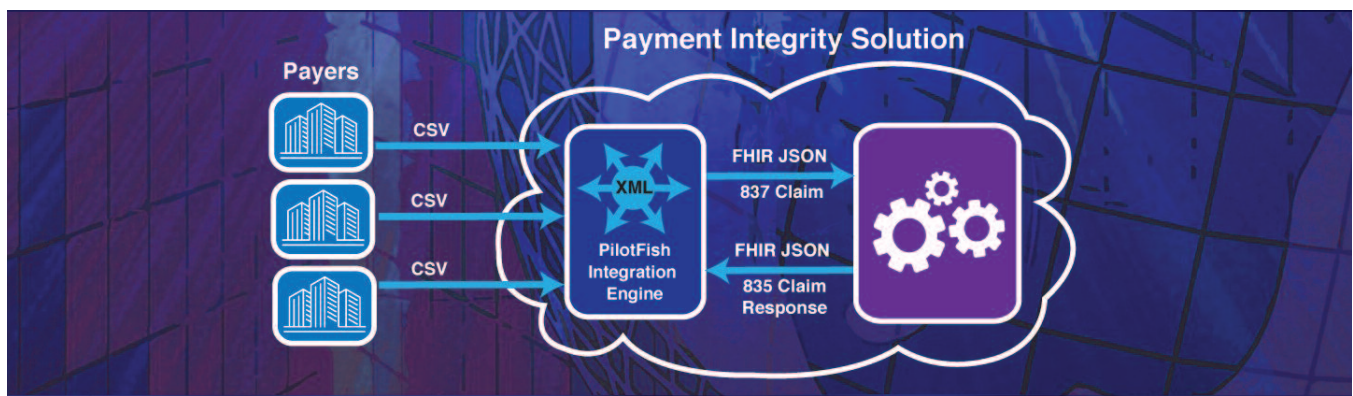 Payment Integrity Solution
Payers
CSV
CSV
CSV
XML
PilotFish
Integration
Engine
FHIR JSON
837 Claim
FHIR JSON
835 Claim
Response